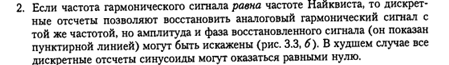 2. Если частота гармонического сигнала равна частоте Найквиста, то дискрет-
ные отсчеты позволяют восстановить аналоговый гармонический сигнал с
той же частотой, но амплитуда и фаза восстановленного сигнала (он показан
пунктирной линией) могут быть искажены (рис. 3.3, б). В худшем случае все
дискретные отсчеты синусоиды могут оказаться равными нулю.